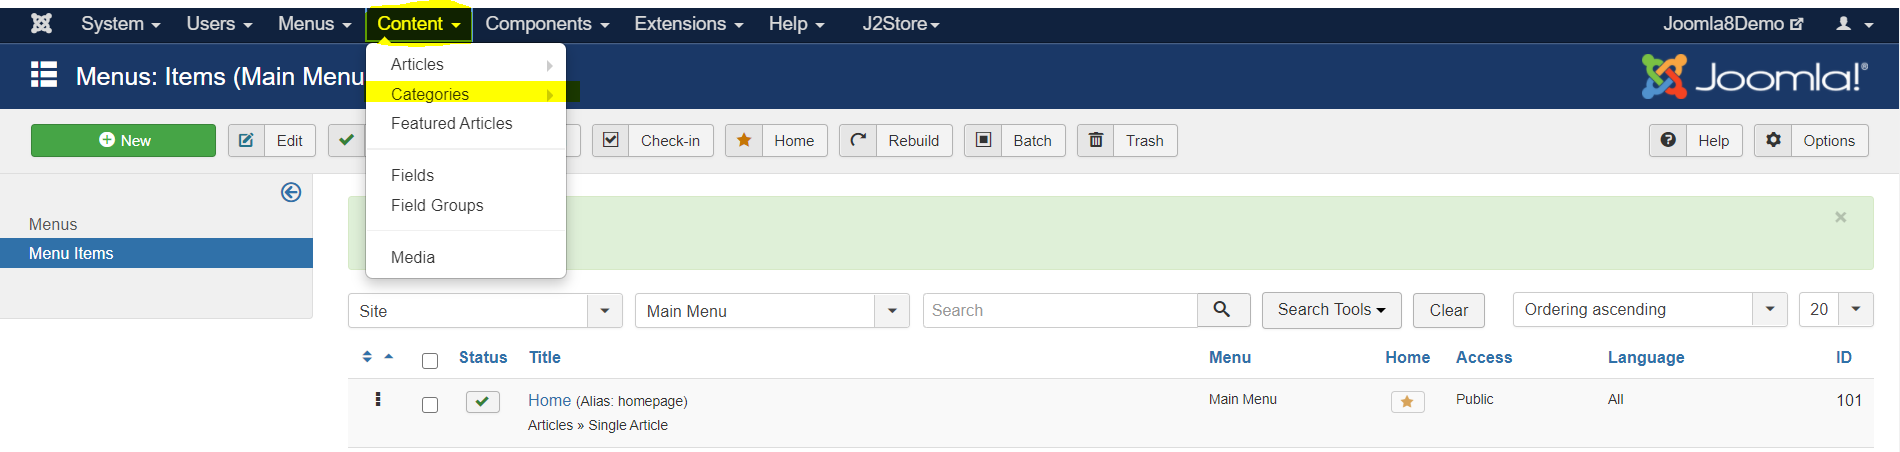 System Users Menus Content Components Extensions Help J2Store Joomla8Demo
Menus: Items (Main Menu
Joomla!®
Articles
Categories
Featured Articles
Fields
Field Groups
Media
New Edit Check-in Home Rebuild Batch Trash Help Options
Menus
Menu Items
×
Site Main Menu Search Search Tools Clear Ordering ascending 20
Status Title Menu Home Access Language ID
Home (Alias: homepage) Main Menu Public All 101
Articles » Single Article